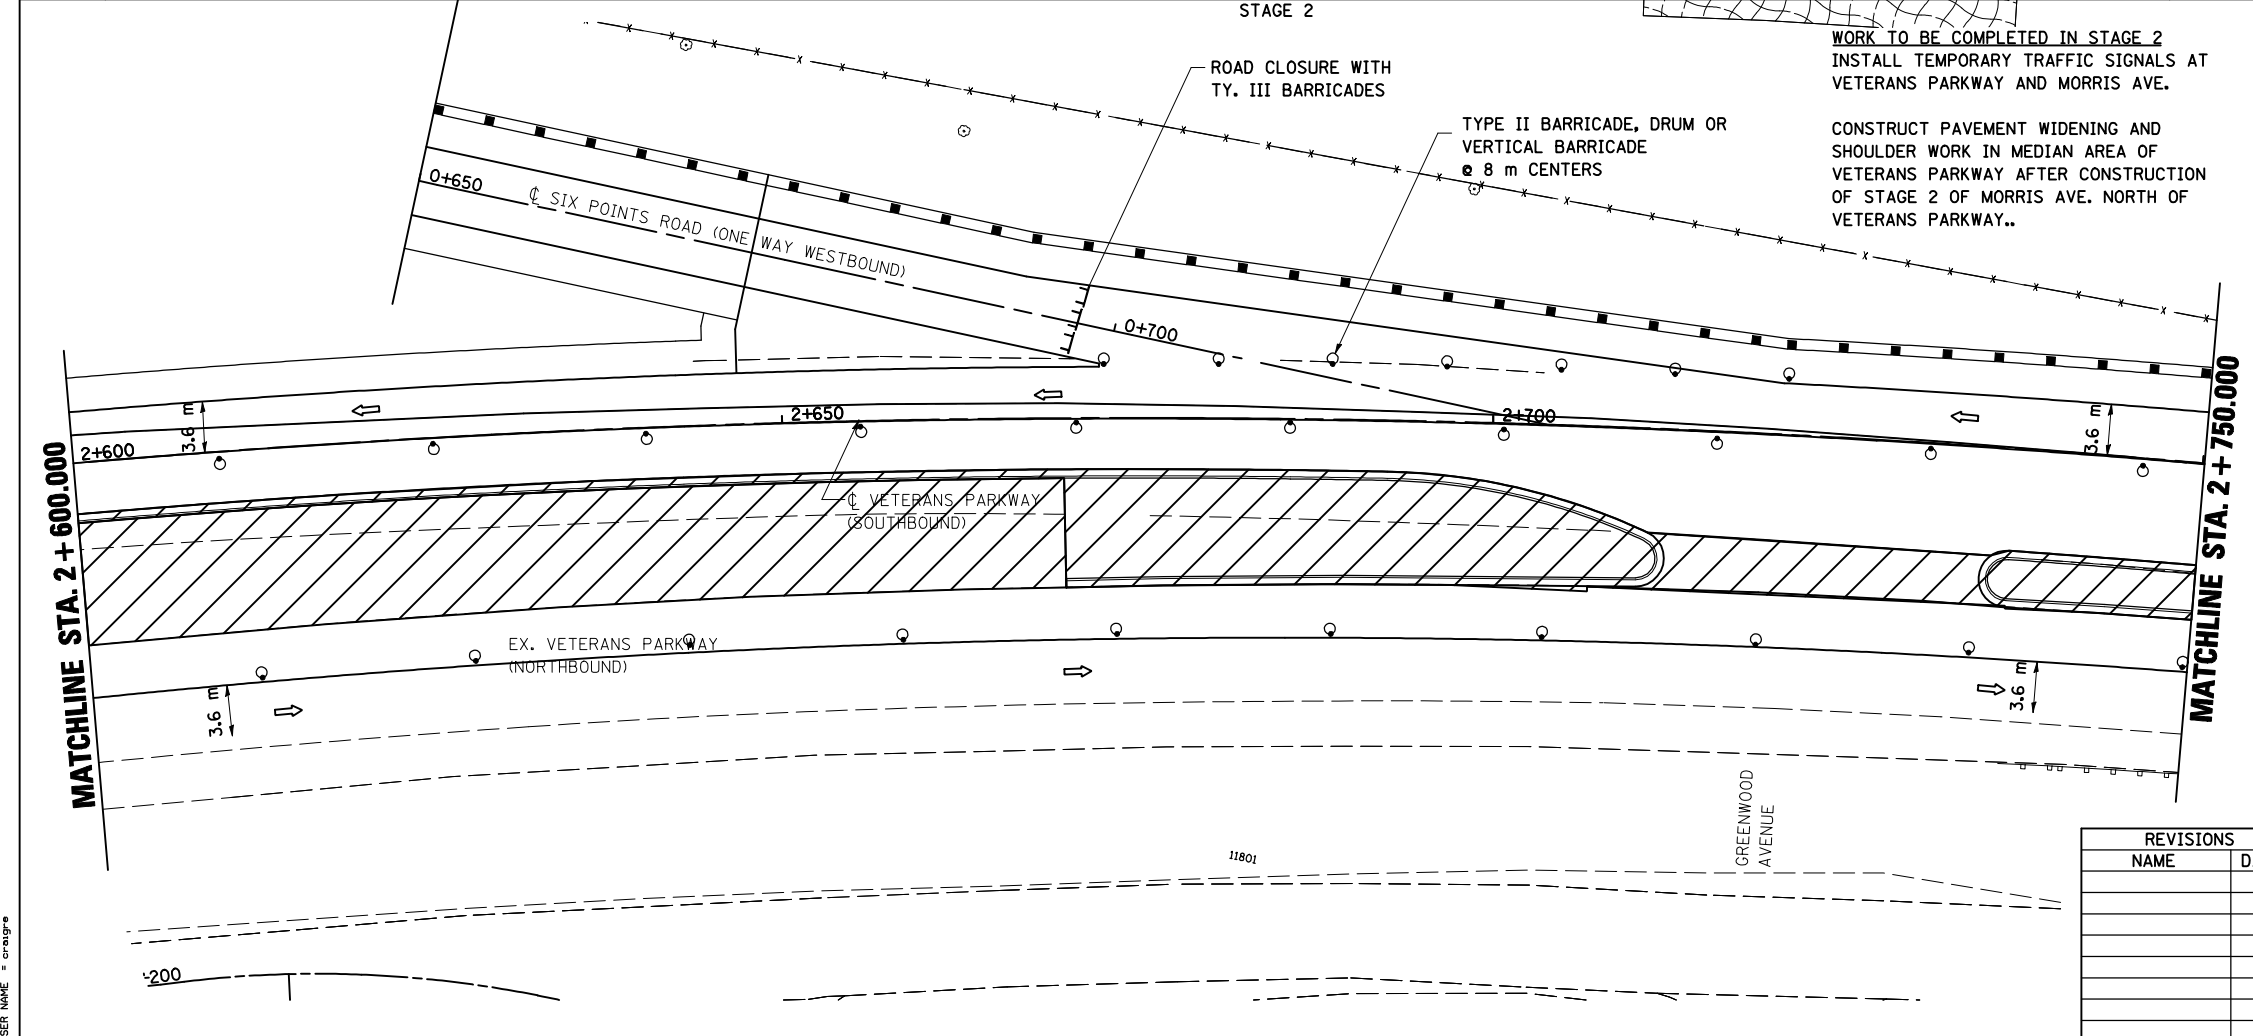 STAGE 2
WORK TO BE COMPLETED IN STAGE 2
INSTALL TEMPORARY TRAFFIC SIGNALS AT
VETERANS PARKWAY AND MORRIS AVE.
CONSTRUCT PAVEMENT WIDENING AND
SHOULDER WORK IN MEDIAN AREA OF
VETERANS PARKWAY AFTER CONSTRUCTION
OF STAGE 2 OF MORRIS AVE. NORTH OF
VETERANS PARKWAY..
ROAD CLOSURE WITH
TY. III BARRICADES
TYPE II BARRICADE, DRUM OR
VERTICAL BARRICADE
@ 8 m CENTERS
0+650
℄ SIX POINTS ROAD (ONE WAY WESTBOUND)
0+700
2+600
3.6 m
2+650
2+700
3.6 m
MATCHLINE STA. 2+600.000
MATCHLINE STA. 2+750.000
℄ VETERANS PARKWAY
(SOUTHBOUND)
EX. VETERANS PARKWAY
(NORTHBOUND)
3.6 m
3.6 m
GREENWOOD
AVENUE
11801
-200
REVISIONS
NAME D
SER NAME = craigre